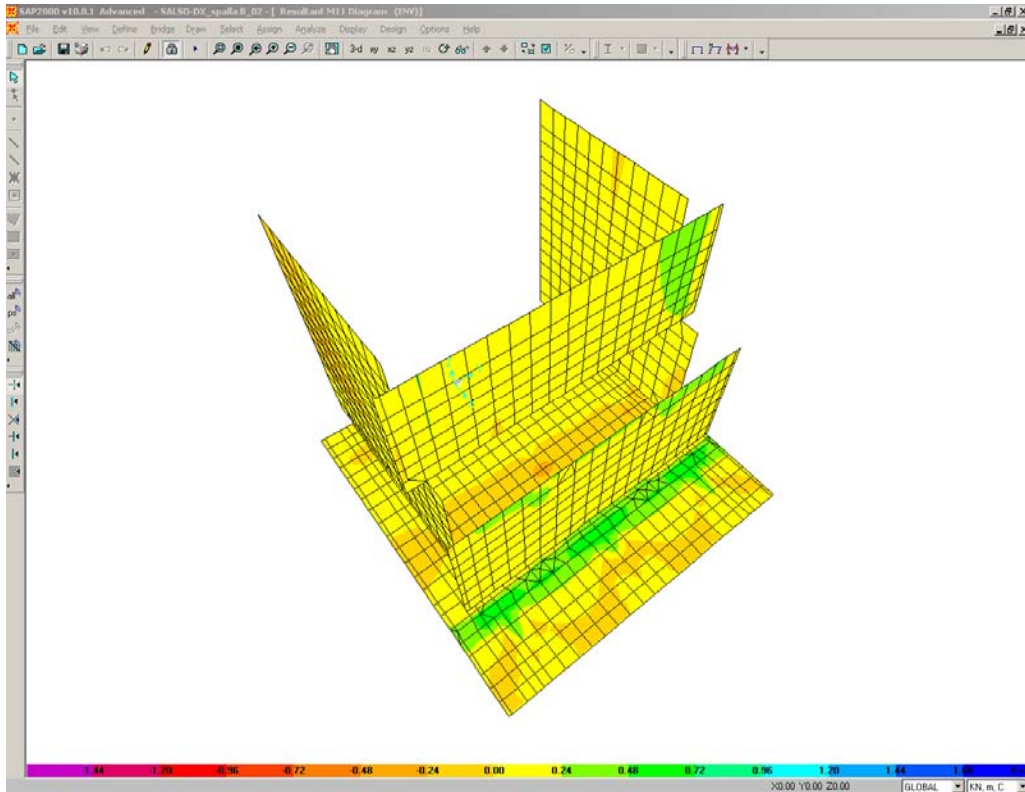 SAP2000 v10.0.1 Advanced - SALSO-DX_spalla B_02 - [ Resultant M11 Diagram (ENV)]
File Edit View Define Bridge Draw Select Assign Analyze Display Design Options Help
3-d xy xz yz
all
-1.44 -1.20 -0.96 -0.72 -0.48 -0.24 0.00 0.24 0.48 0.72 0.96 1.20 1.44
X0.00 Y0.00 Z0.00 GLOBAL KN, m, C